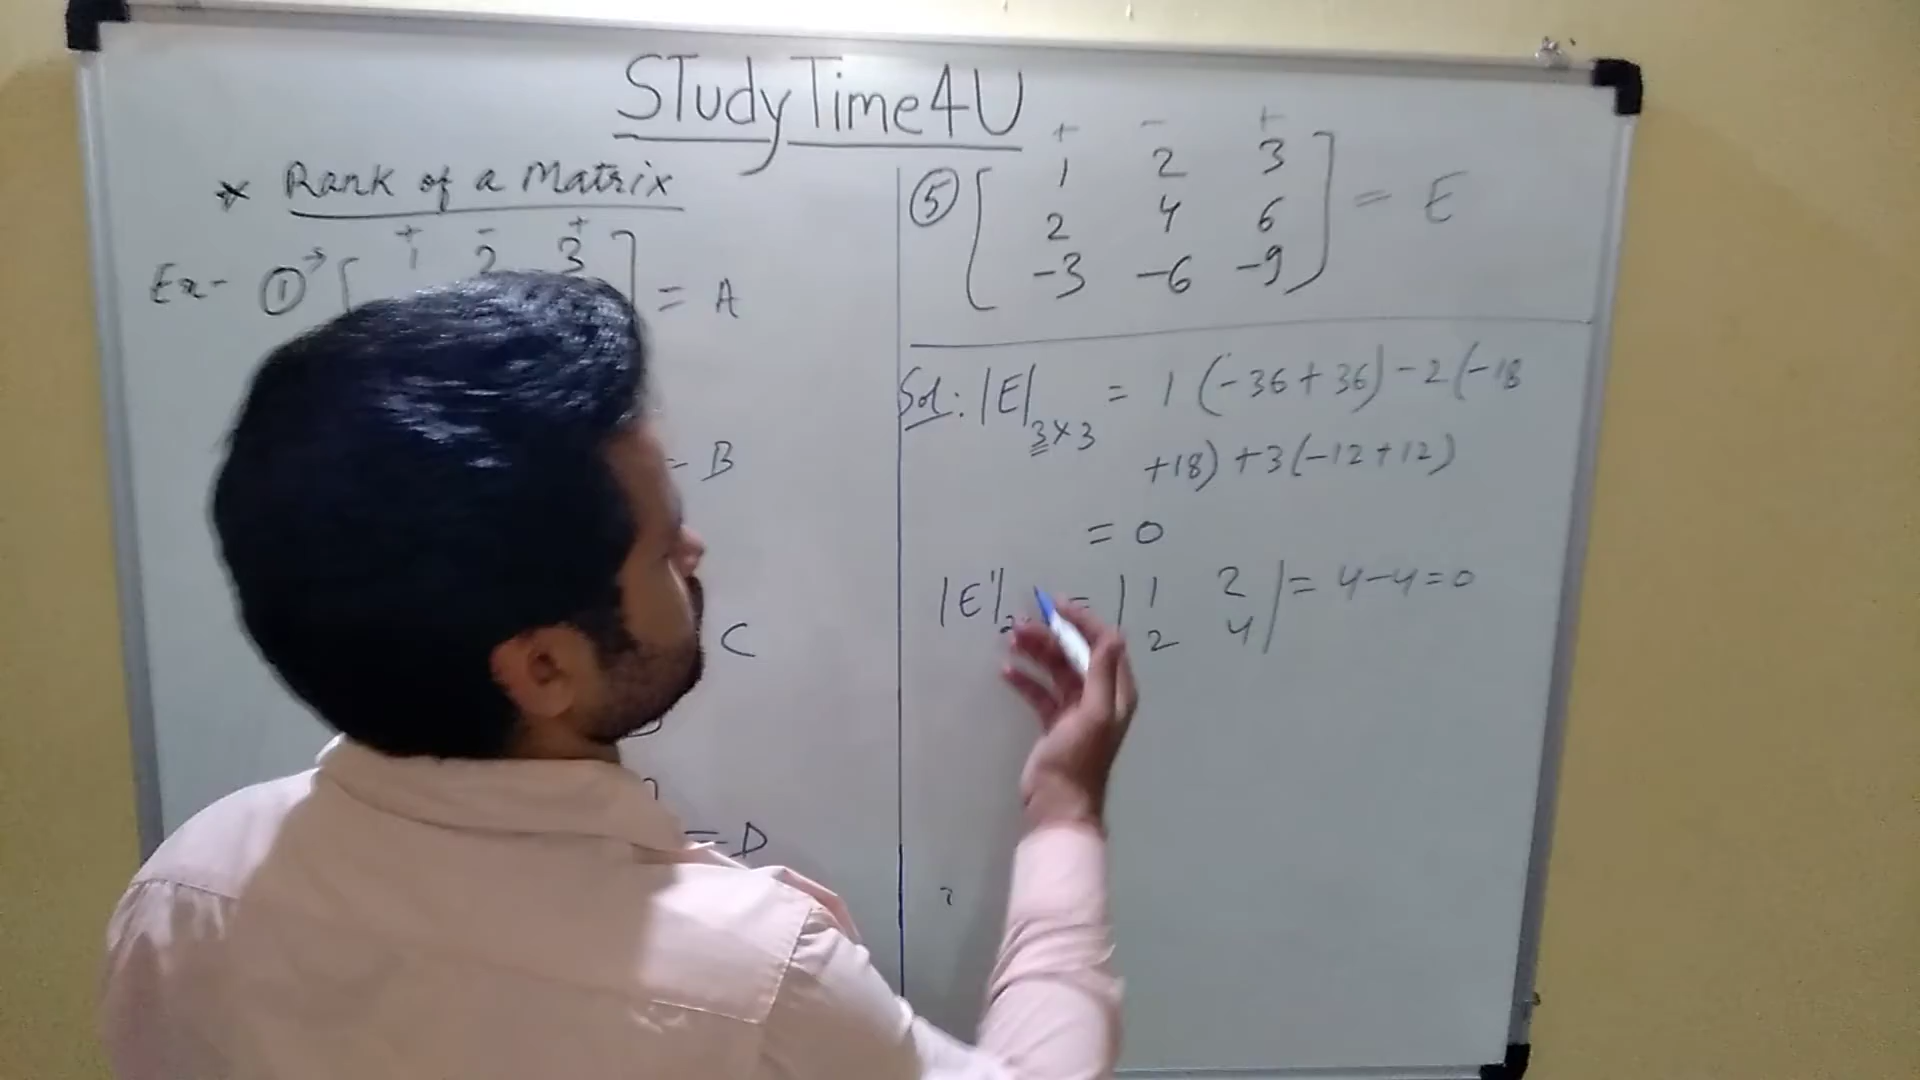 STudyTime4U
* Rank of a Matrix
+ - +
Ex- ①→ [ 1 2 3 ] = A
= B
C
= D
+ - +
⑤ [ 1 2 3
2 4 6
-3 -6 -9 ] = E
Sol: |E|3×3 = 1 (-36+36) -2 (-18
+18) +3 (-12+12)
= 0
|E'|2 = | 1 2 | = 4-4=0
| 2 4 |